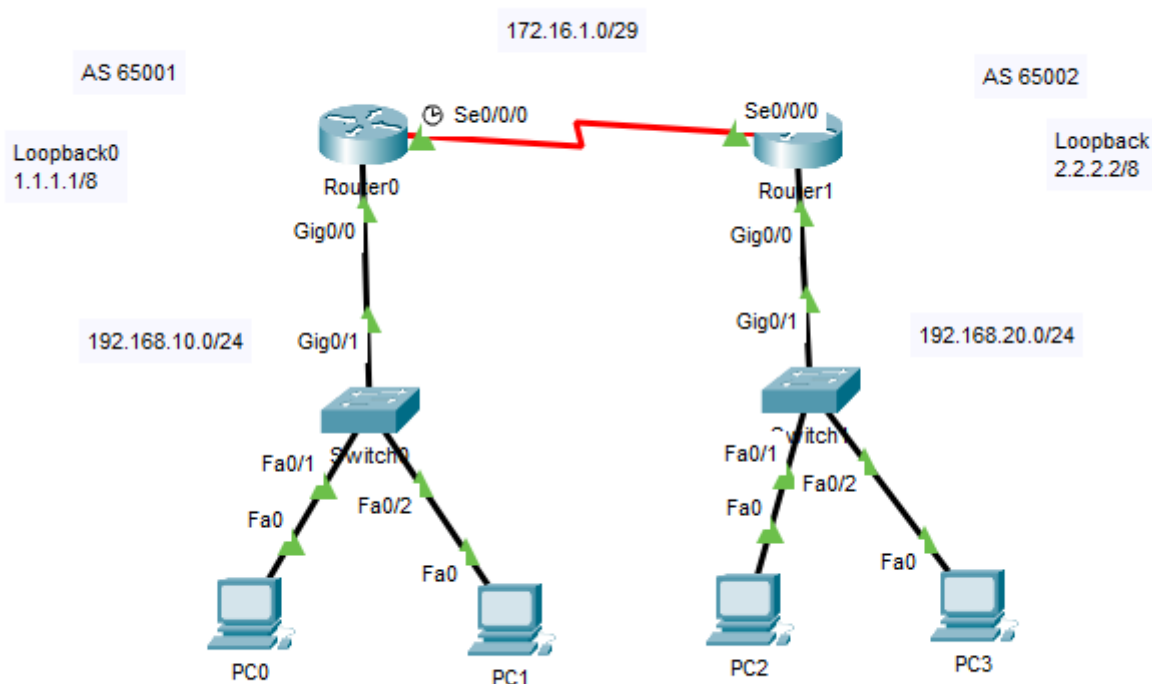 172.16.1.0/29
AS 65001
AS 65002
Se0/0/0
Se0/0/0
Loopback0
1.1.1.1/8
Loopback
2.2.2.2/8
Router0
Router1
Gig0/0
Gig0/0
Gig0/1
Gig0/1
192.168.10.0/24
192.168.20.0/24
Switch0
Switch1
Fa0/1
Fa0/2
Fa0/1
Fa0/2
Fa0
Fa0
Fa0
Fa0
PC0
PC1
PC2
PC3